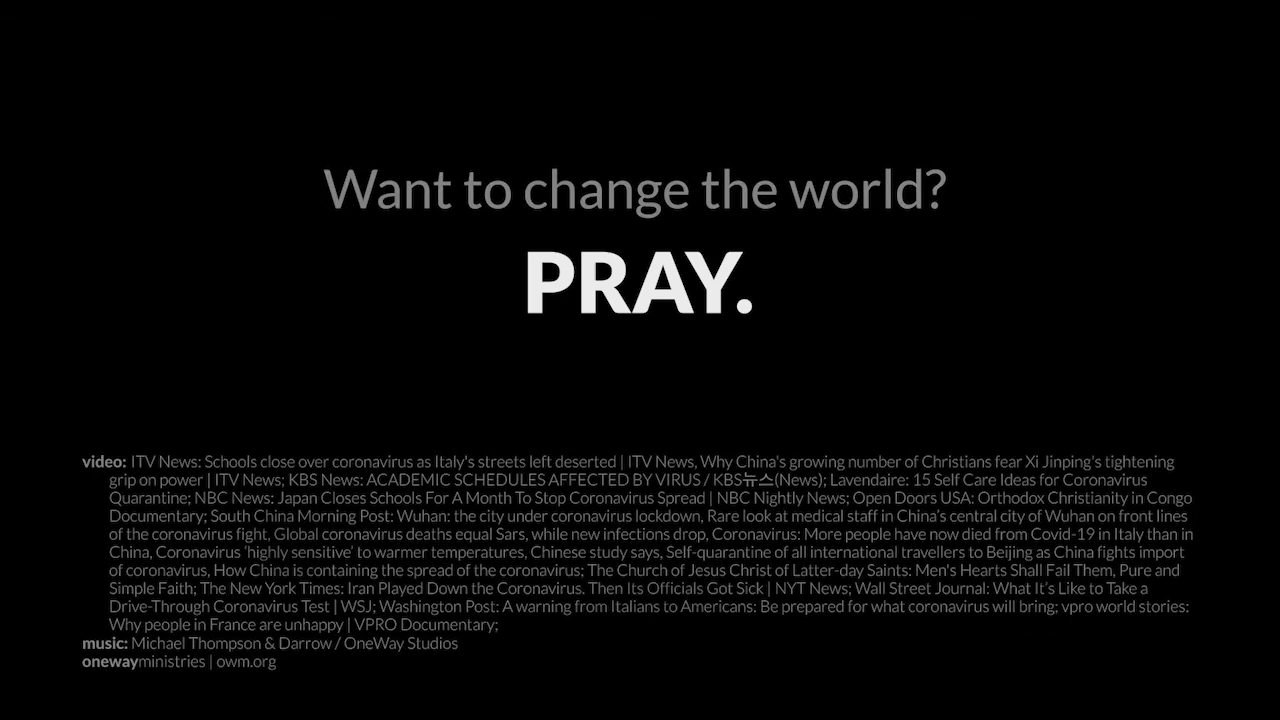 Want to change the world?
PRAY.
video: ITV News: Schools close over coronavirus as Italy's streets left deserted | ITV News, Why China's growing number of Christians fear Xi Jinping's tightening
grip on power | ITV News; KBS News: ACADEMIC SCHEDULES AFFECTED BY VIRUS / KBS뉴스(News); Lavendaire: 15 Self Care Ideas for Coronavirus
Quarantine; NBC News: Japan Closes Schools For A Month To Stop Coronavirus Spread | NBC Nightly News; Open Doors USA: Orthodox Christianity in Congo
Documentary; South China Morning Post: Wuhan: the city under coronavirus lockdown, Rare look at medical staff in China’s central city of Wuhan on front lines
of the coronavirus fight, Global coronavirus deaths equal Sars, while new infections drop, Coronavirus: More people have now died from Covid-19 in Italy than in
China, Coronavirus 'highly sensitive' to warmer temperatures, Chinese study says, Self-quarantine of all international travellers to Beijing as China fights import
of coronavirus, How China is containing the spread of the coronavirus; The Church of Jesus Christ of Latter-day Saints: Men's Hearts Shall Fail Them, Pure and
Simple Faith; The New York Times: Iran Played Down the Coronavirus. Then Its Officials Got Sick | NYT News; Wall Street Journal: What It’s Like to Take a
Drive-Through Coronavirus Test | WSJ; Washington Post: A warning from Italians to Americans: Be prepared for what coronavirus will bring; vpro world stories:
Why people in France are unhappy | VPRO Documentary;
music: Michael Thompson & Darrow / OneWay Studios
onewayministries | owm.org